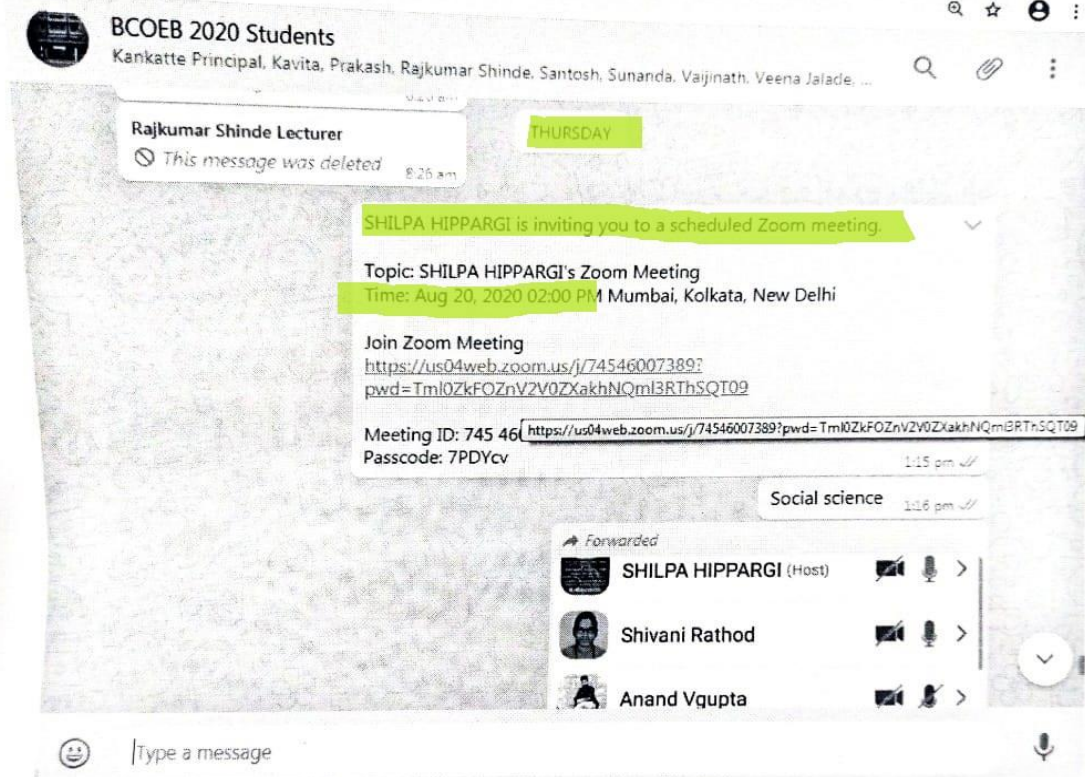 BCOEB 2020 Students
Kankatte Principal, Kavita, Prakash, Rajkumar Shinde, Santosh, Sunanda, Vaijinath, Veena Jalade, ...
Rajkumar Shinde Lecturer
This message was deleted
8:26 am
THURSDAY
SHILPA HIPPARGI is inviting you to a scheduled Zoom meeting.
Topic: SHILPA HIPPARGI's Zoom Meeting
Time: Aug 20, 2020 02:00 PM Mumbai, Kolkata, New Delhi
Join Zoom Meeting
https://us04web.zoom.us/j/74546007389?
pwd=TmI0ZkFOZnV2V0ZXakhNQmI3RThSQT09
Meeting ID: 745 460
https://us04web.zoom.us/j/74546007389?pwd=TmI0ZkFOZnV2V0ZXakhNQmI3RThSQT09
Passcode: 7PDYcv
1:15 pm
Social science
1:16 pm
Forwarded
SHILPA HIPPARGI (Host)
Shivani Rathod
Anand Vgupta
Type a message